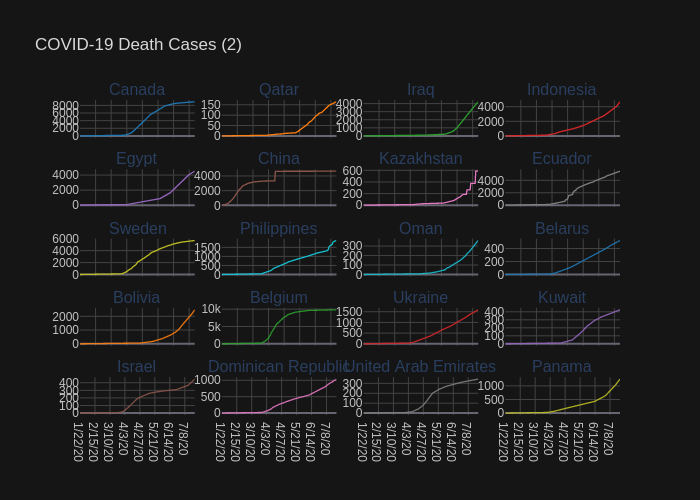 COVID-19 Death Cases (2)
Canada Qatar Iraq Indonesia
8000 6000 4000 2000 0 150 100 50 0 4000 3000 2000 1000 0 4000 2000 0
Egypt China Kazakhstan Ecuador
4000 2000 0 4000 2000 0 600 400 200 0 4000 2000 0
Sweden Philippines Oman Belarus
6000 4000 2000 0 1500 1000 500 0 300 200 100 0 400 200 0
Bolivia Belgium Ukraine Kuwait
2000 1000 0 10k 5k 0 1500 1000 500 0 400 300 200 100 0
Israel Dominican Republic United Arab Emirates Panama
400 300 200 100 0 1000 500 0 300 200 100 0 1000 500 0
1/22/20 2/15/20 3/10/20 4/3/20 4/27/20 5/21/20 6/14/20 7/8/20 1/22/20 2/15/20 3/10/20 4/3/20 4/27/20 5/21/20 6/14/20 7/8/20 1/22/20 2/15/20 3/10/20 4/3/20 4/27/20 5/21/20 6/14/20 7/8/20 1/22/20 2/15/20 3/10/20 4/3/20 4/27/20 5/21/20 6/14/20 7/8/20